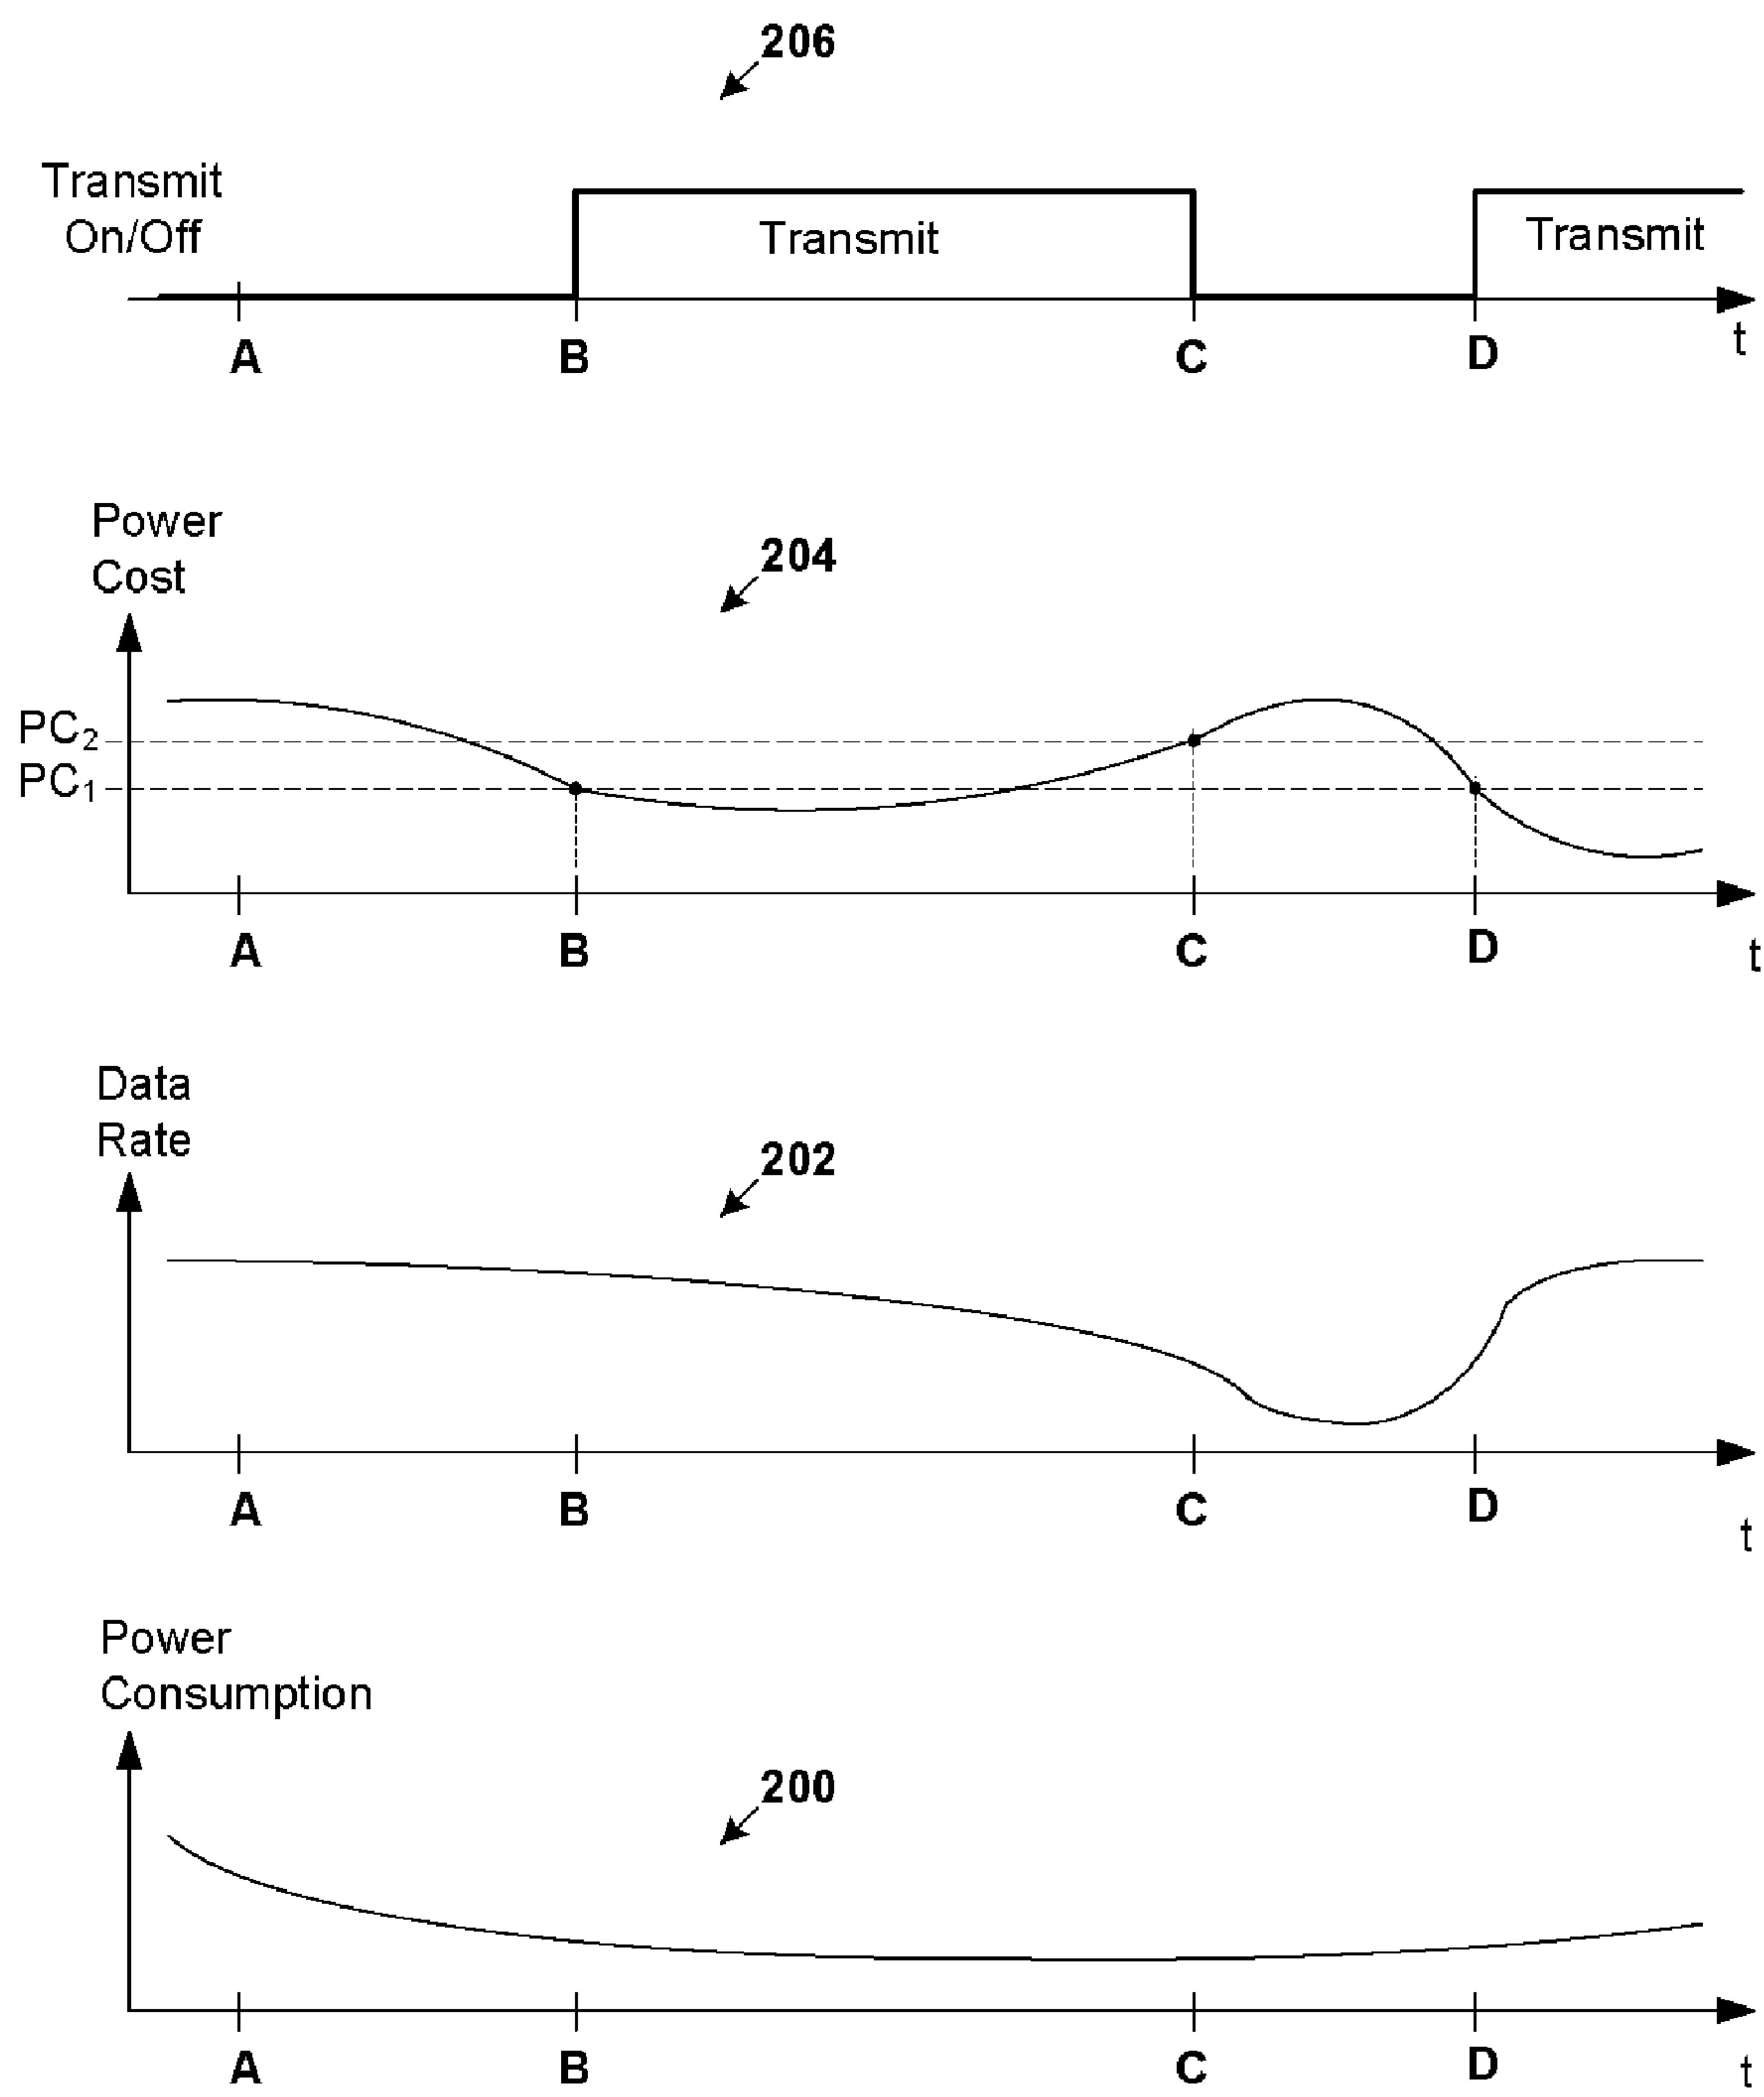 206
Transmit
On/Off
Transmit
Transmit
A B C D t
Power
Cost
204
PC₂
PC₁
A B C D t
Data
Rate
202
A B C D t
Power
Consumption
200
A B C D t